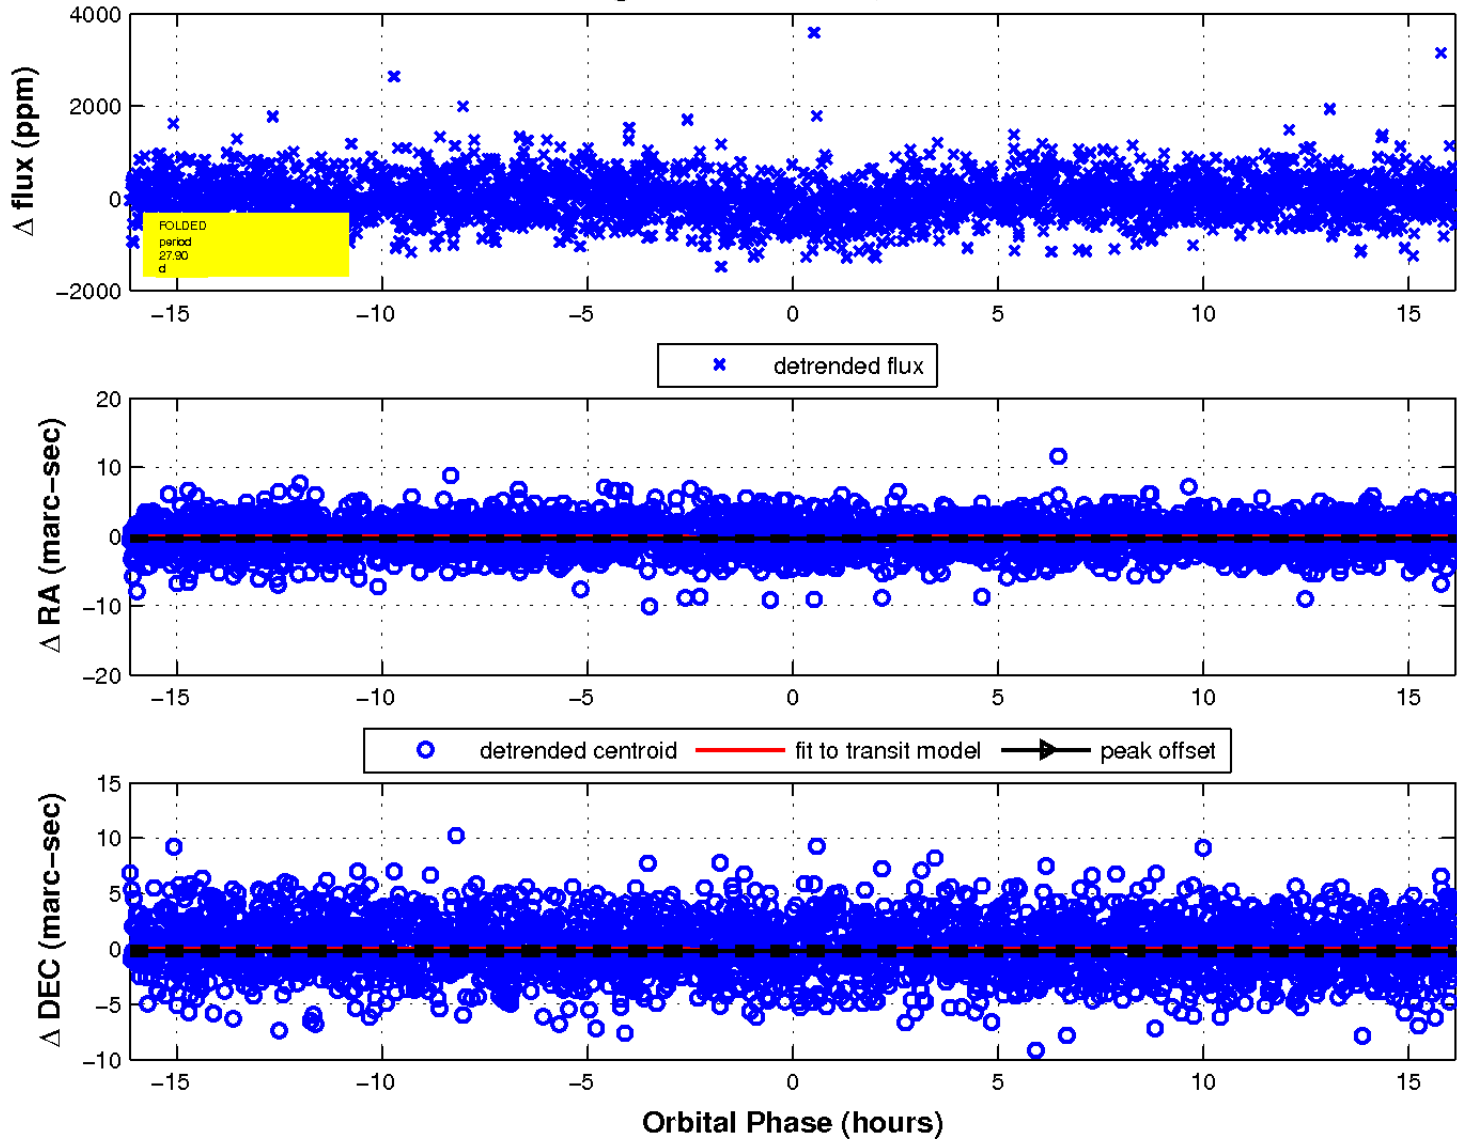 4000
2000
0
−2000
Δ flux (ppm)
FOLDED
period
27.90
d
−15 −10 −5 0 5 10 15
detrended flux
20
10
0
−10
−20
Δ RA (marc−sec)
−15 −10 −5 0 5 10 15
detrended centroid fit to transit model peak offset
15
10
5
0
−5
−10
Δ DEC (marc−sec)
−15 −10 −5 0 5 10 15
Orbital Phase (hours)